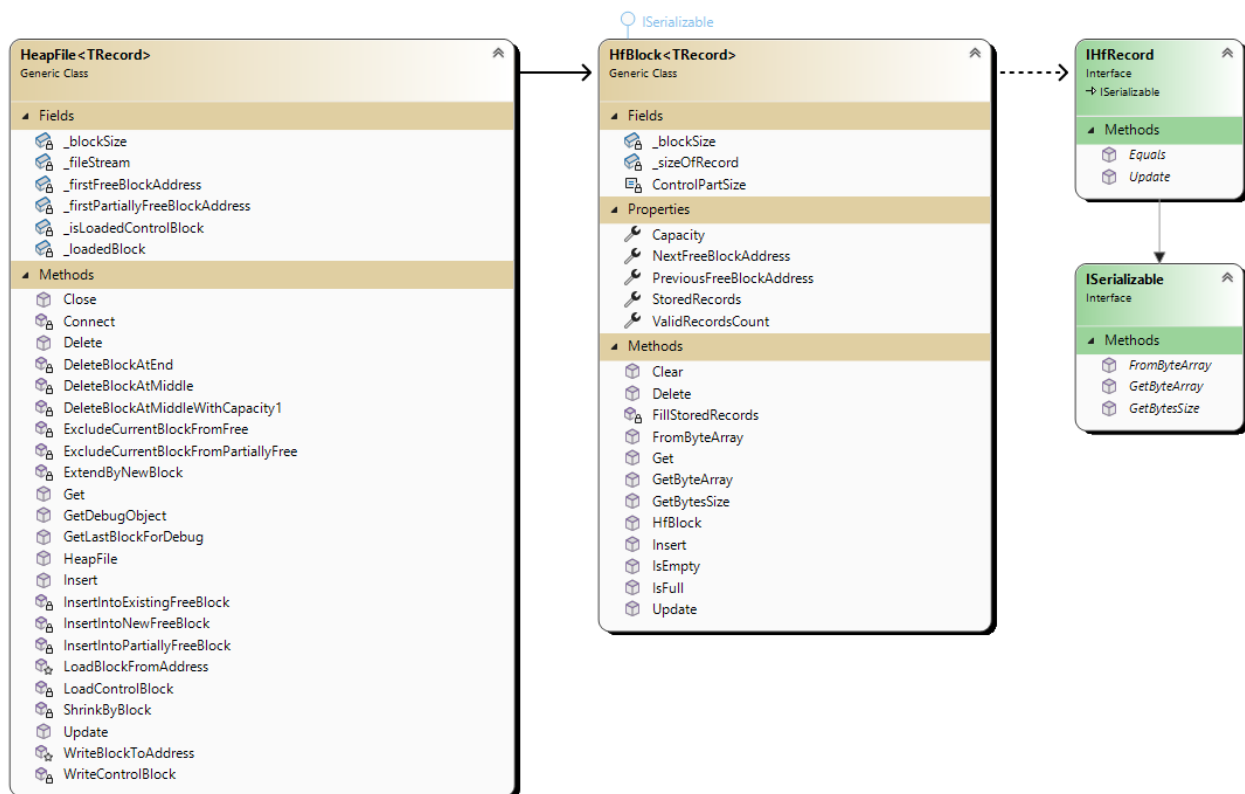 ISerializable
HeapFile<TRecord>
Generic Class
Fields
_blockSize
_fileStream
_firstFreeBlockAddress
_firstPartiallyFreeBlockAddress
_isLoadedControlBlock
_loadedBlock
Methods
Close
Connect
Delete
DeleteBlockAtEnd
DeleteBlockAtMiddle
DeleteBlockAtMiddleWithCapacity1
ExcludeCurrentBlockFromFree
ExcludeCurrentBlockFromPartiallyFree
ExtendByNewBlock
Get
GetDebugObject
GetLastBlockForDebug
HeapFile
Insert
InsertIntoExistingFreeBlock
InsertIntoNewFreeBlock
InsertIntoPartiallyFreeBlock
LoadBlockFromAddress
LoadControlBlock
ShrinkByBlock
Update
WriteBlockToAddress
WriteControlBlock
HfBlock<TRecord>
Generic Class
Fields
_blockSize
_sizeOfRecord
ControlPartSize
Properties
Capacity
NextFreeBlockAddress
PreviousFreeBlockAddress
StoredRecords
ValidRecordsCount
Methods
Clear
Delete
FillStoredRecords
FromByteArray
Get
GetByteArray
GetBytesSize
HfBlock
Insert
IsEmpty
IsFull
Update
IHfRecord
Interface
ISerializable
Methods
Equals
Update
ISerializable
Interface
Methods
FromByteArray
GetByteArray
GetBytesSize